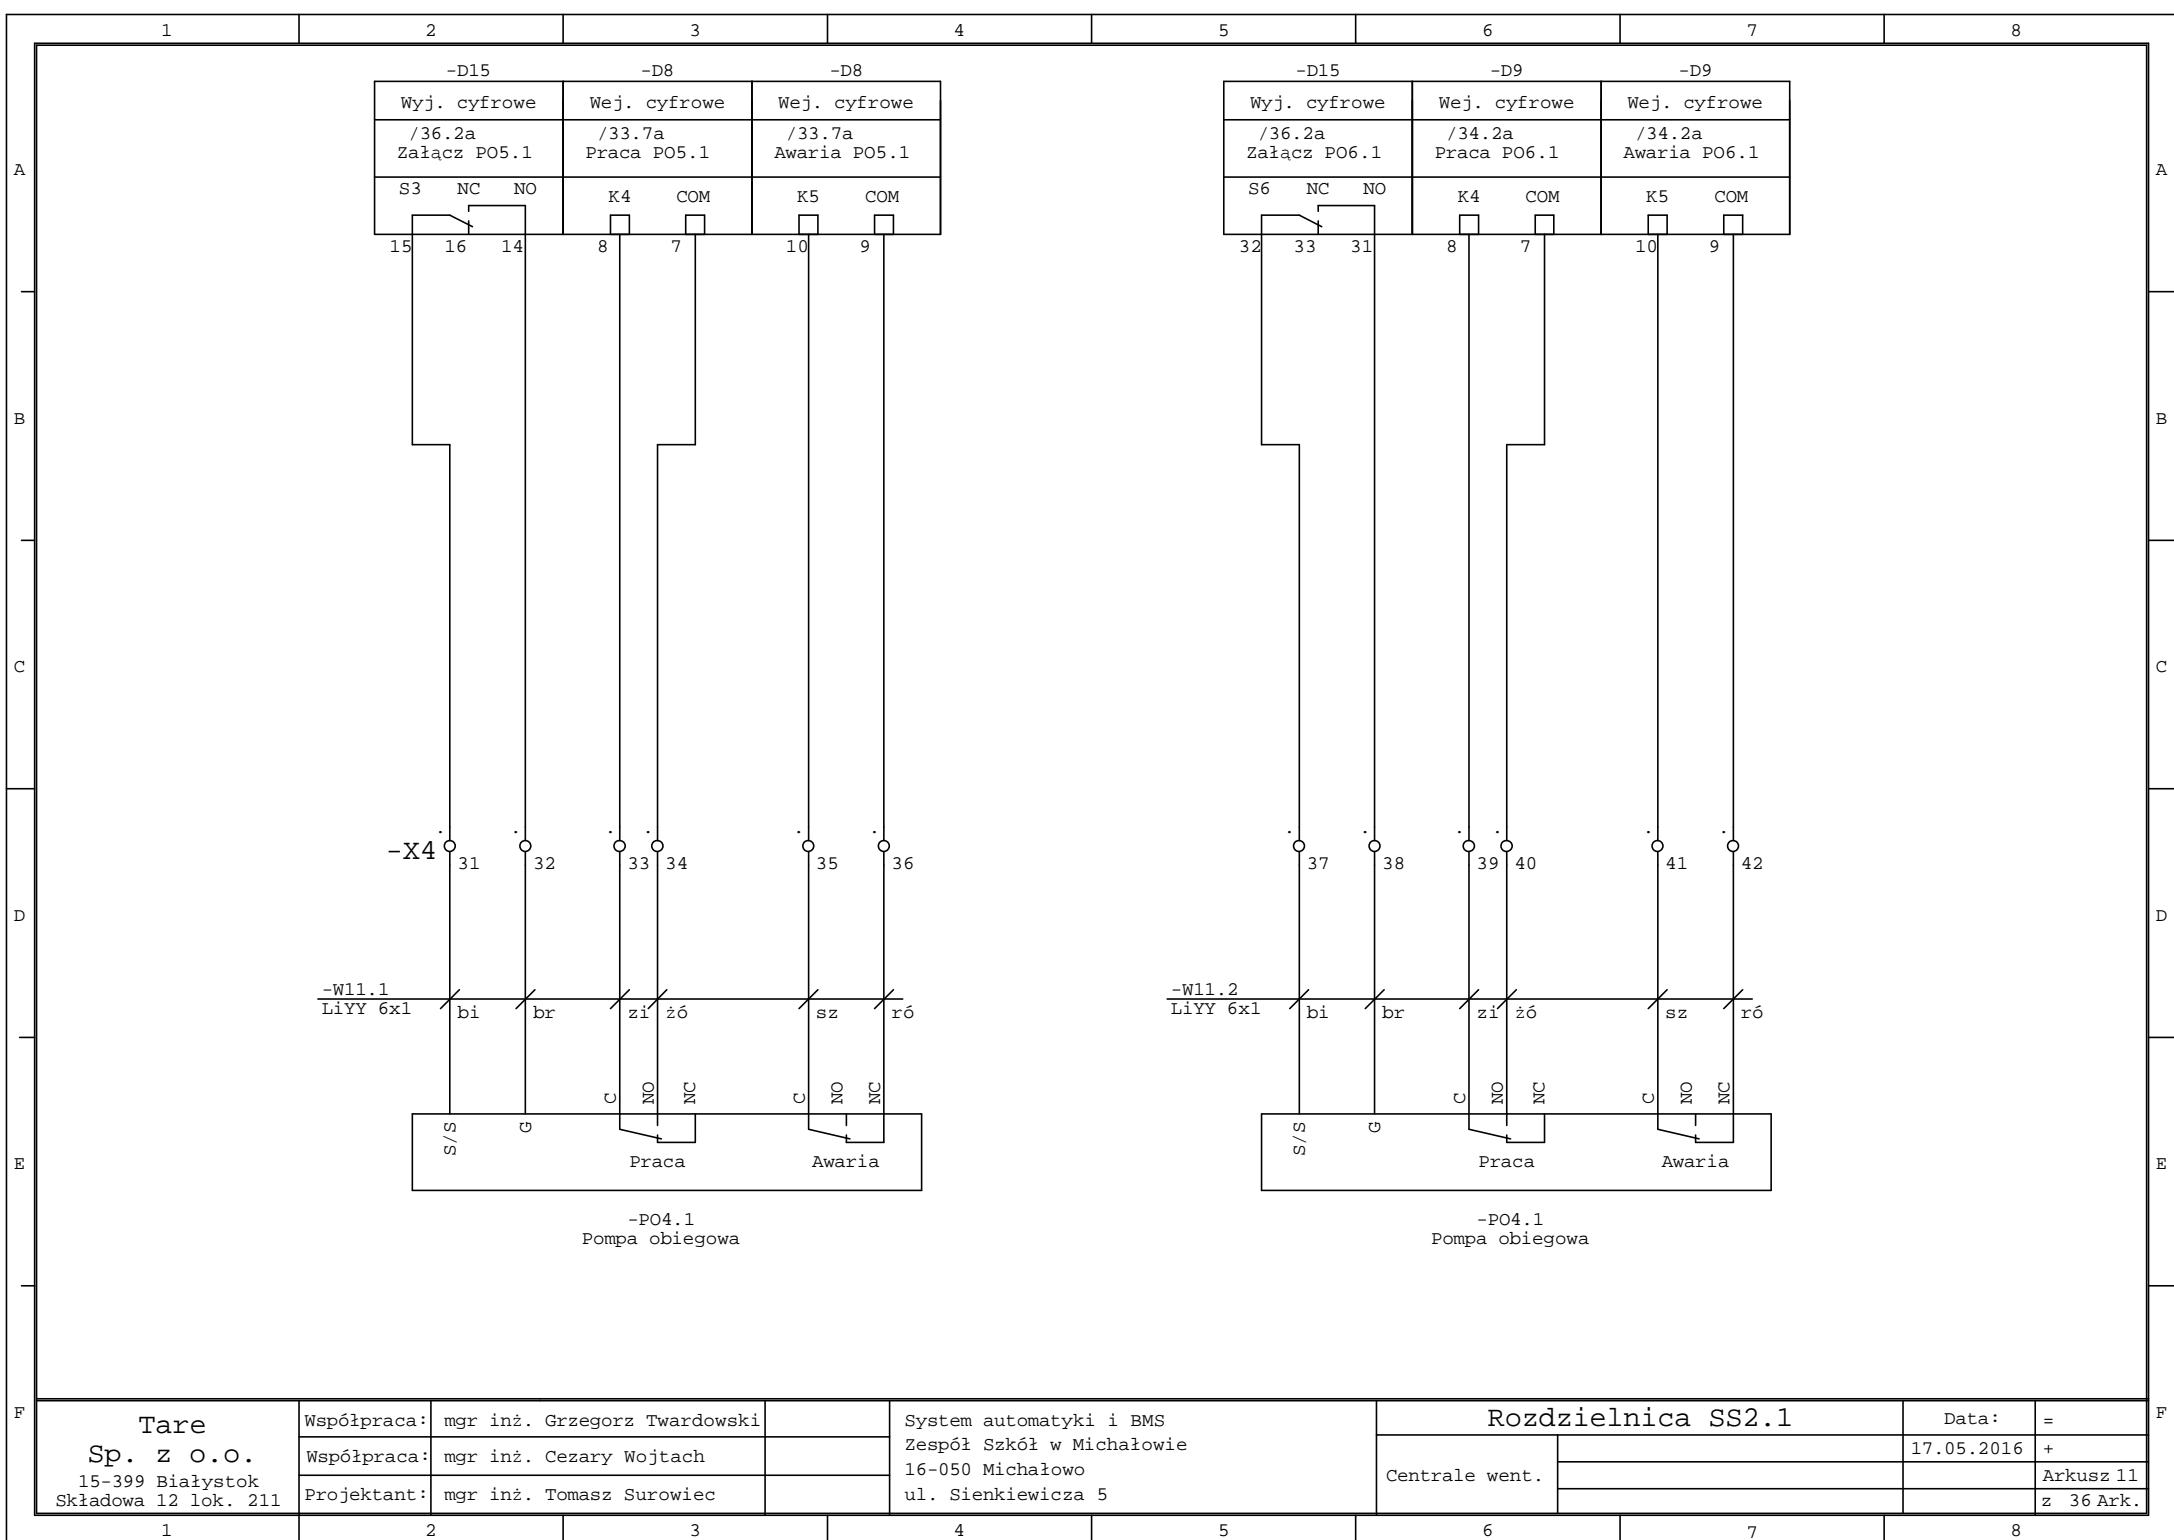 1 2 3 4 5 6 7 8
-D15 -D8 -D8
Wyj. cyfrowe Wej. cyfrowe Wej. cyfrowe
/36.2a /33.7a /33.7a
Załącz PO5.1 Praca PO5.1 Awaria PO5.1
S3 NC NO K4 COM K5 COM
15 16 14 8 7 10 9
-D15 -D9 -D9
Wyj. cyfrowe Wej. cyfrowe Wej. cyfrowe
/36.2a /34.2a /34.2a
Załącz PO6.1 Praca PO6.1 Awaria PO6.1
S6 NC NO K4 COM K5 COM
32 33 31 8 7 10 9
A A
B B
C C
-X4 31 32 33 34 35 36
37 38 39 40 41 42
D D
-W11.1
LiYY 6x1 bi br zi żó sz ró
-W11.2
LiYY 6x1 bi br zi żó sz ró
C NO NC C NO NC
S/S G
Praca Awaria
C NO NC C NO NC
S/S G
Praca Awaria
E E
-PO4.1
Pompa obiegowa
-PO4.1
Pompa obiegowa
F F
Tare
Sp. z o.o.
15-399 Białystok
Składowa 12 lok. 211
Współpraca: mgr inż. Grzegorz Twardowski
Współpraca: mgr inż. Cezary Wojtach
Projektant: mgr inż. Tomasz Surowiec
System automatyki i BMS
Zespół Szkół w Michałowie
16-050 Michałowo
ul. Sienkiewicza 5
Rozdzielnica SS2.1
Centrale went.
Data: =
17.05.2016 +
Arkusz 11
z 36 Ark.
1 2 3 4 5 6 7 8